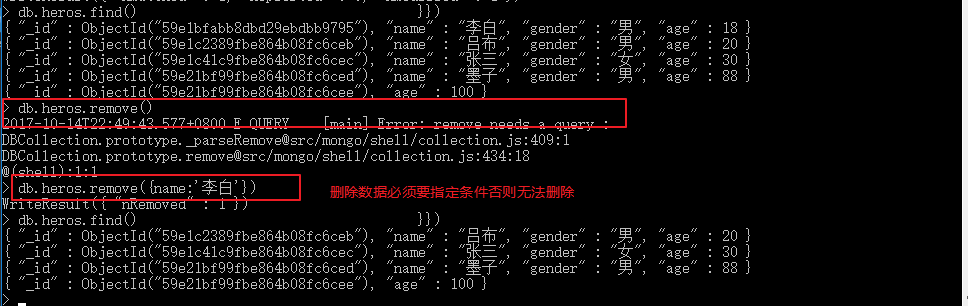 > db.heros.find()                    }})
{ "_id" : ObjectId("59e1bfabb8dbd29ebdbb9795"), "name" : "李白", "gender" : "男", "age" : 18 }
{ "_id" : ObjectId("59e1c2389fbe864b08fc6ceb"), "name" : "吕布", "gender" : "男", "age" : 20 }
{ "_id" : ObjectId("59e1c41c9fbe864b08fc6cec"), "name" : "张三", "gender" : "女", "age" : 30 }
{ "_id" : ObjectId("59e21bf99fbe864b08fc6ced"), "name" : "墨子", "gender" : "男", "age" : 88 }
{ "_id" : ObjectId("59e21bf99fbe864b08fc6cee"), "age" : 100 }
> db.heros.remove()
2017-10-14T22:49:43.577+0800 E QUERY    [main] Error: remove needs a query :
DBCollection.prototype._parseRemove@src/mongo/shell/collection.js:409:1
DBCollection.prototype.remove@src/mongo/shell/collection.js:434:18
@(shell):1:1
> db.heros.remove({name:'李白'})
删除数据必须要指定条件否则无法删除
WriteResult({ "nRemoved" : 1 })
> db.heros.find()                    }})
{ "_id" : ObjectId("59e1c2389fbe864b08fc6ceb"), "name" : "吕布", "gender" : "男", "age" : 20 }
{ "_id" : ObjectId("59e1c41c9fbe864b08fc6cec"), "name" : "张三", "gender" : "女", "age" : 30 }
{ "_id" : ObjectId("59e21bf99fbe864b08fc6ced"), "name" : "墨子", "gender" : "男", "age" : 88 }
{ "_id" : ObjectId("59e21bf99fbe864b08fc6cee"), "age" : 100 }
>